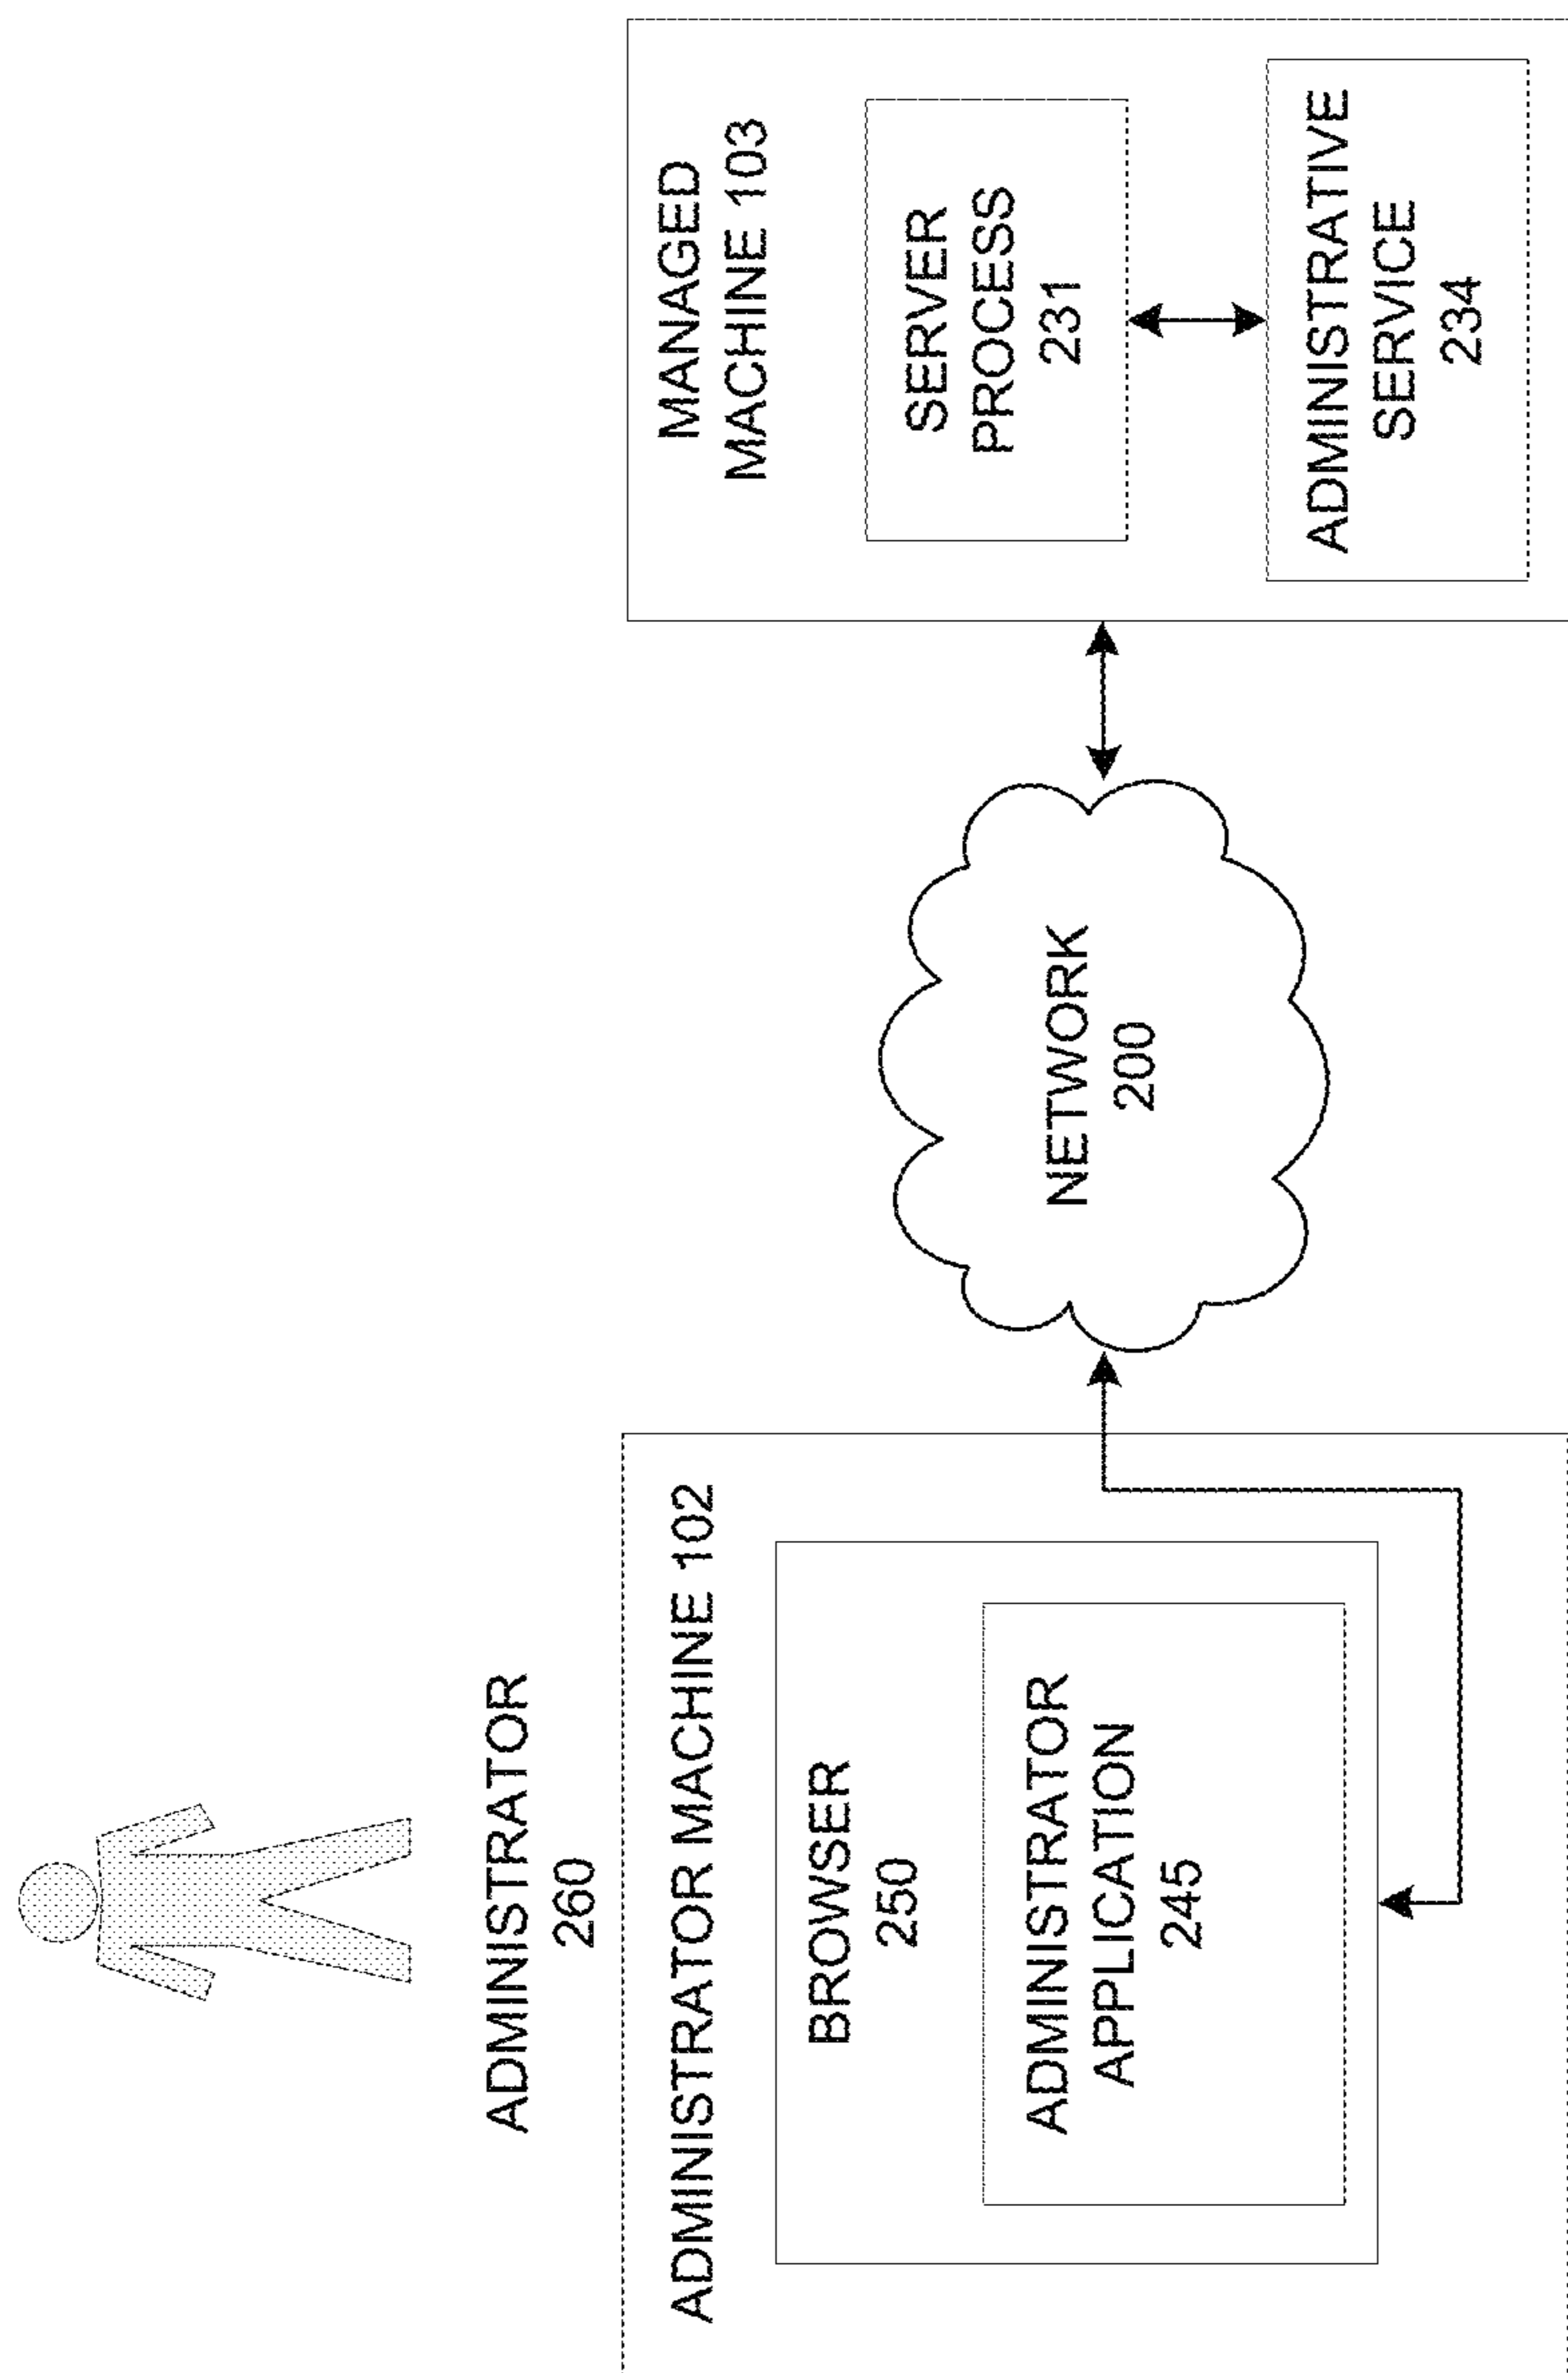 ADMINISTRATOR
260
ADMINISTRATOR MACHINE 102
BROWSER
250
ADMINISTRATOR
APPLICATION
245
NETWORK
200
MANAGED
MACHINE 103
SERVER
PROCESS
231
ADMINISTRATIVE
SERVICE
234